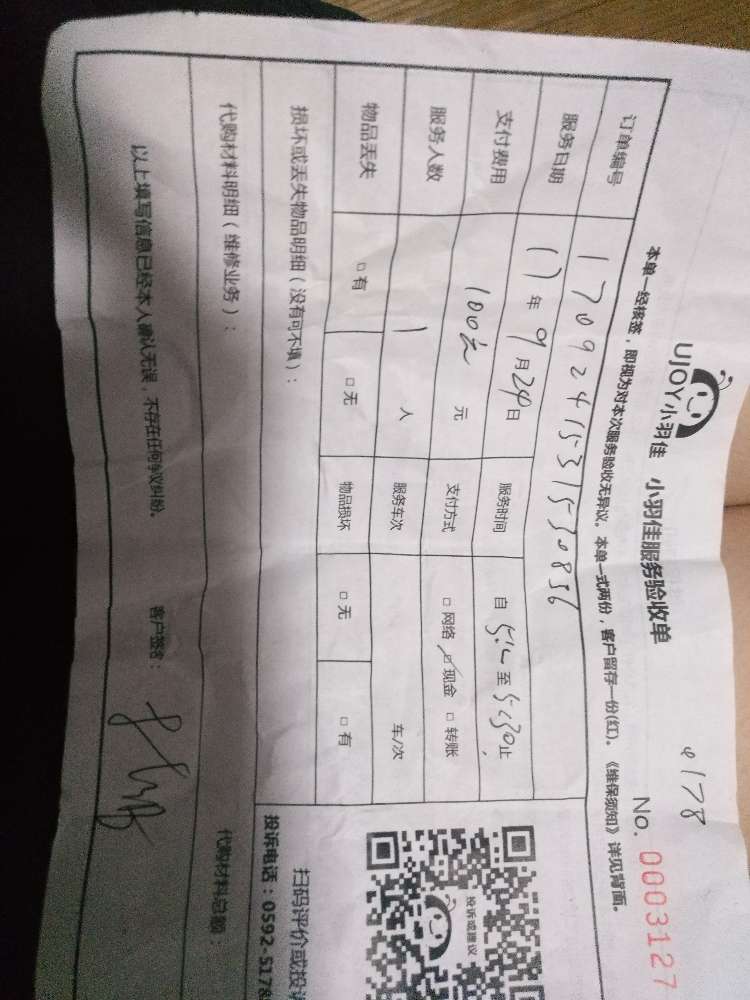 4178
UJOY小羽佳 小羽佳服务验收单
No. 0003127
本单一经核签，即视为对本次服务验收无异议。本单一式两份，客户留存一份(红)。《维保须知》详见背面。
订单编号 17092415315530856
服务日期 17年9月24日 服务时间 自 5:2 至 5:30止
支付费用 100元 元 支付方式 □ 网络 ☑ 现金 □ 转账
服务人数 1 人 服务车次 车/次
物品丢失 □ 有 □ 无 物品损坏 □ 无 □ 有
损坏或丢失物品明细（没有可不填）：
投诉或建议
扫码评价或投诉
投诉电话：0592-5178
代购材料明细（维修业务）：
代购材料总额：
以上填写信息已经本人确认无误，不存在任何争议纠纷。
客户签名：